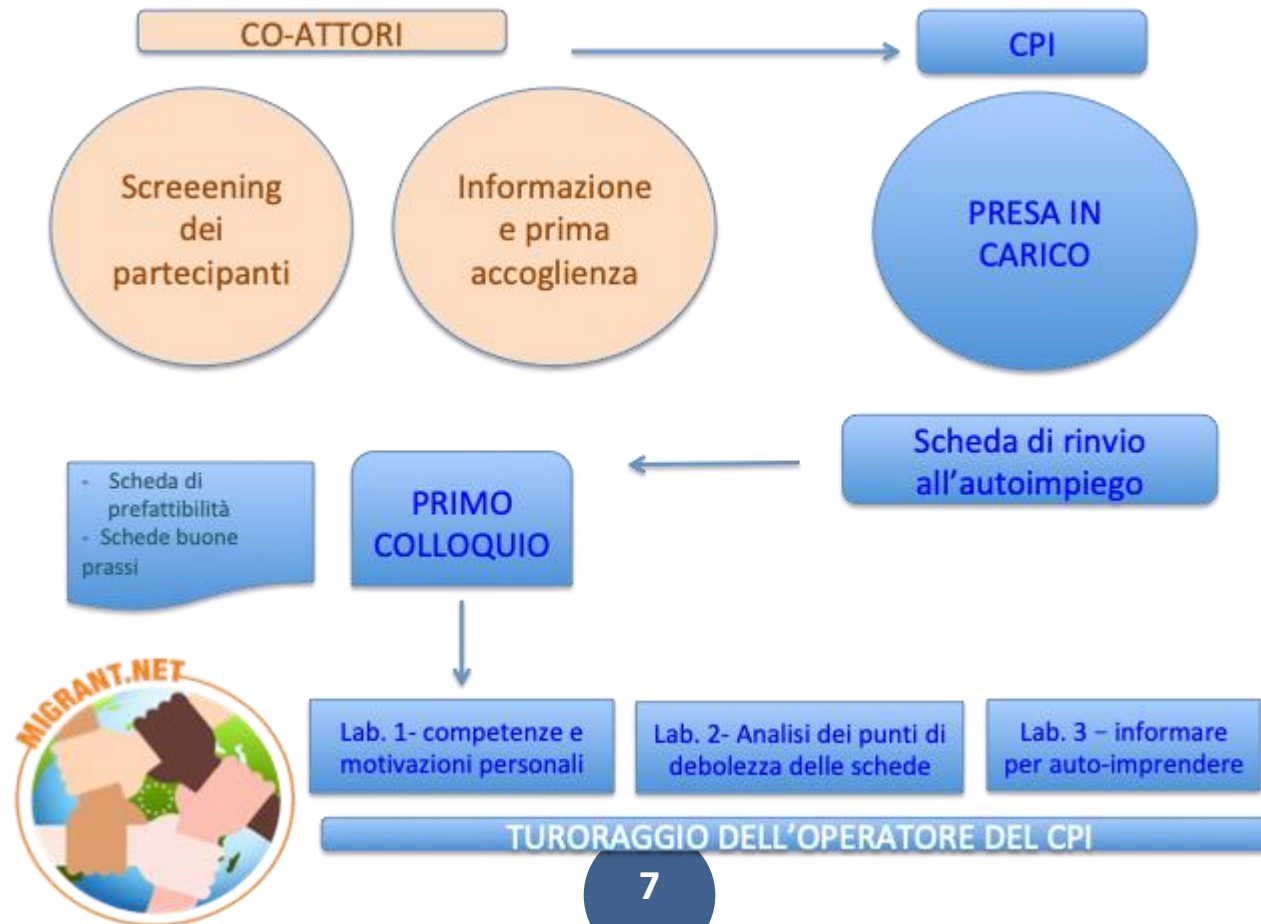 CO-ATTORI
CPI
Screeening
dei
partecipanti
Informazione
e prima
accoglienza
PRESA IN
CARICO
Scheda di rinvio
all'autoimpiego
- Scheda di
prefattibilità
- Schede buone
prassi
PRIMO
COLLOQUIO
MIGRANT.NET
Lab. 1- competenze e
motivazioni personali
Lab. 2- Analisi dei punti di
debolezza delle schede
Lab. 3 – informare
per auto-imprendere
TURORAGGIO DELL'OPERATORE DEL CPI
7